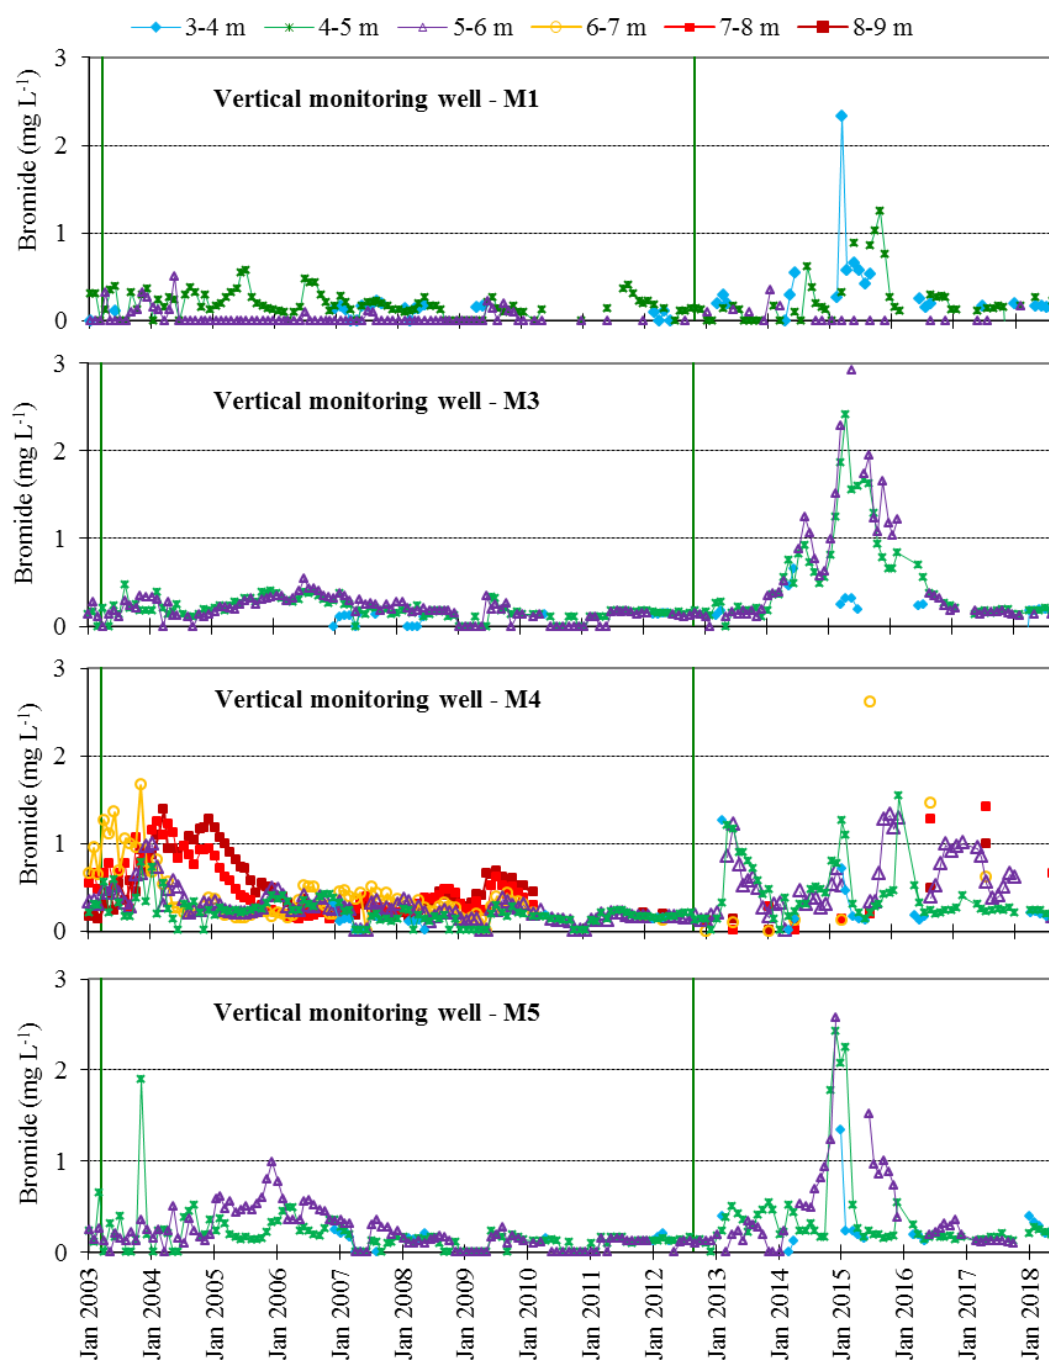 3-4 m 4-5 m 5-6 m 6-7 m 7-8 m 8-9 m
3
Vertical monitoring well - M1
2
1
0
Bromide (mg L-1)
3
Vertical monitoring well - M3
2
1
0
Bromide (mg L-1)
3
Vertical monitoring well - M4
2
1
0
Bromide (mg L-1)
3
Vertical monitoring well - M5
2
1
0
Bromide (mg L-1)
Jan 2003
Jan 2004
Jan 2005
Jan 2006
Jan 2007
Jan 2008
Jan 2009
Jan 2010
Jan 2011
Jan 2012
Jan 2013
Jan 2014
Jan 2015
Jan 2016
Jan 2017
Jan 2018